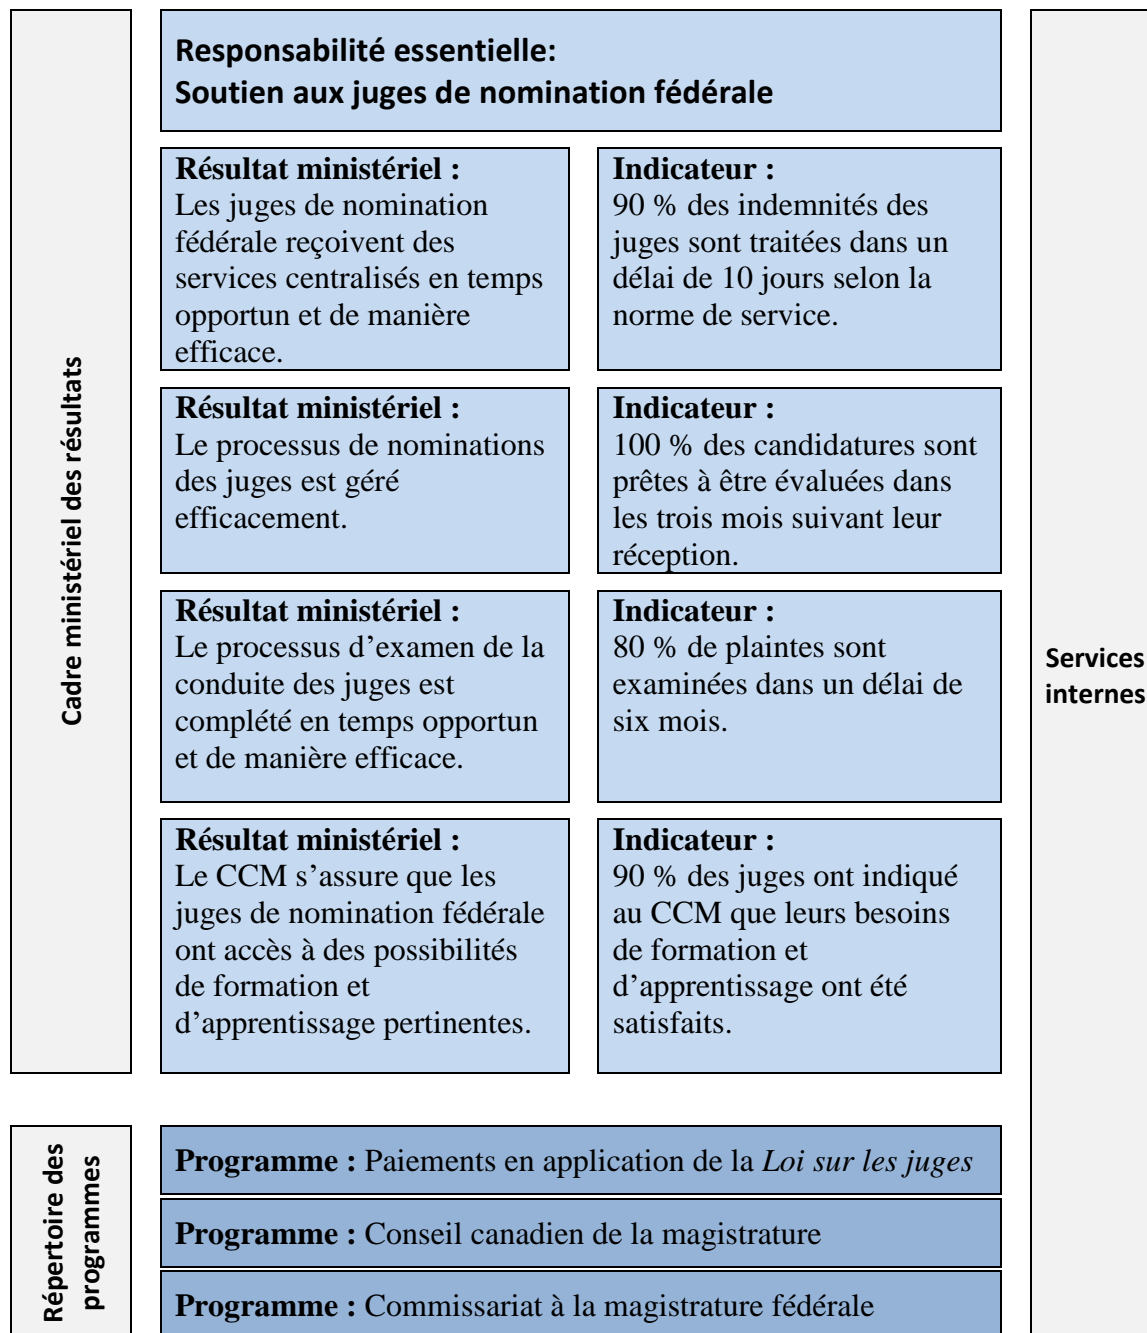 Cadre ministériel des résultats
Responsabilité essentielle:
Soutien aux juges de nomination fédérale
Résultat ministériel :
Les juges de nomination
fédérale reçoivent des
services centralisés en temps
opportun et de manière
efficace.
Indicateur :
90 % des indemnités des
juges sont traitées dans un
délai de 10 jours selon la
norme de service.
Résultat ministériel :
Le processus de nominations
des juges est géré
efficacement.
Indicateur :
100 % des candidatures sont
prêtes à être évaluées dans
les trois mois suivant leur
réception.
Résultat ministériel :
Le processus d’examen de la
conduite des juges est
complété en temps opportun
et de manière efficace.
Indicateur :
80 % de plaintes sont
examinées dans un délai de
six mois.
Résultat ministériel :
Le CCM s’assure que les
juges de nomination fédérale
ont accès à des possibilités
de formation et
d’apprentissage pertinentes.
Indicateur :
90 % des juges ont indiqué
au CCM que leurs besoins
de formation et
d’apprentissage ont été
satisfaits.
Services
internes
Répertoire des
programmes
Programme : Paiements en application de la Loi sur les juges
Programme : Conseil canadien de la magistrature
Programme : Commissariat à la magistrature fédérale